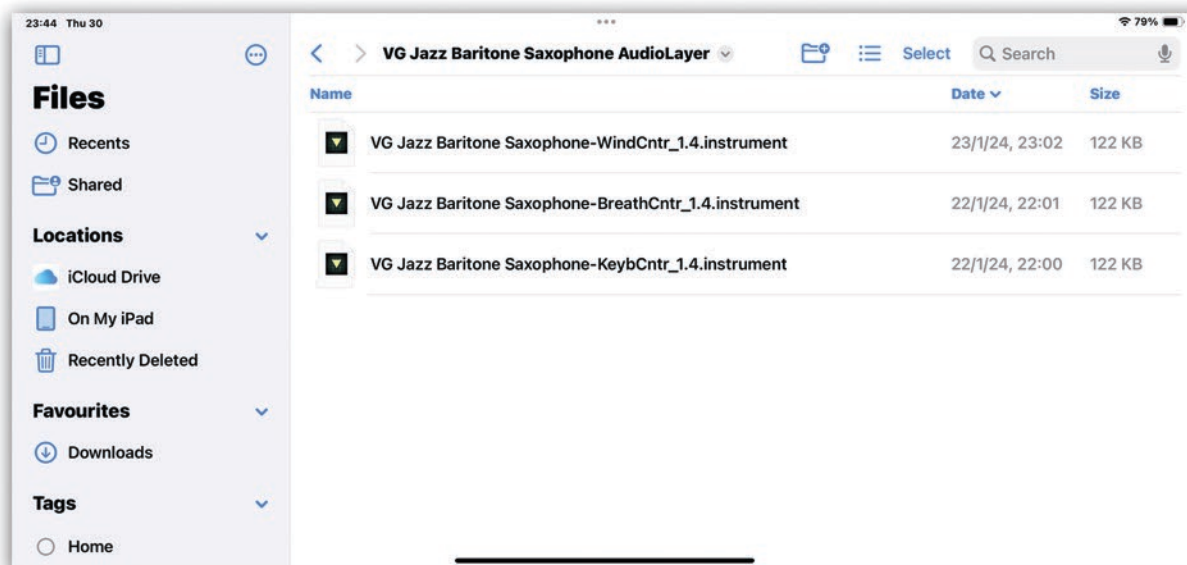 23:44 Thu 30
79%
Files
Recents
Shared
Locations
iCloud Drive
On My iPad
Recently Deleted
Favourites
Downloads
Tags
Home
VG Jazz Baritone Saxophone AudioLayer
Select
Search
Name Date Size
VG Jazz Baritone Saxophone-WindCntr_1.4.instrument 23/1/24, 23:02 122 KB
VG Jazz Baritone Saxophone-BreathCntr_1.4.instrument 22/1/24, 22:01 122 KB
VG Jazz Baritone Saxophone-KeybCntr_1.4.instrument 22/1/24, 22:00 122 KB